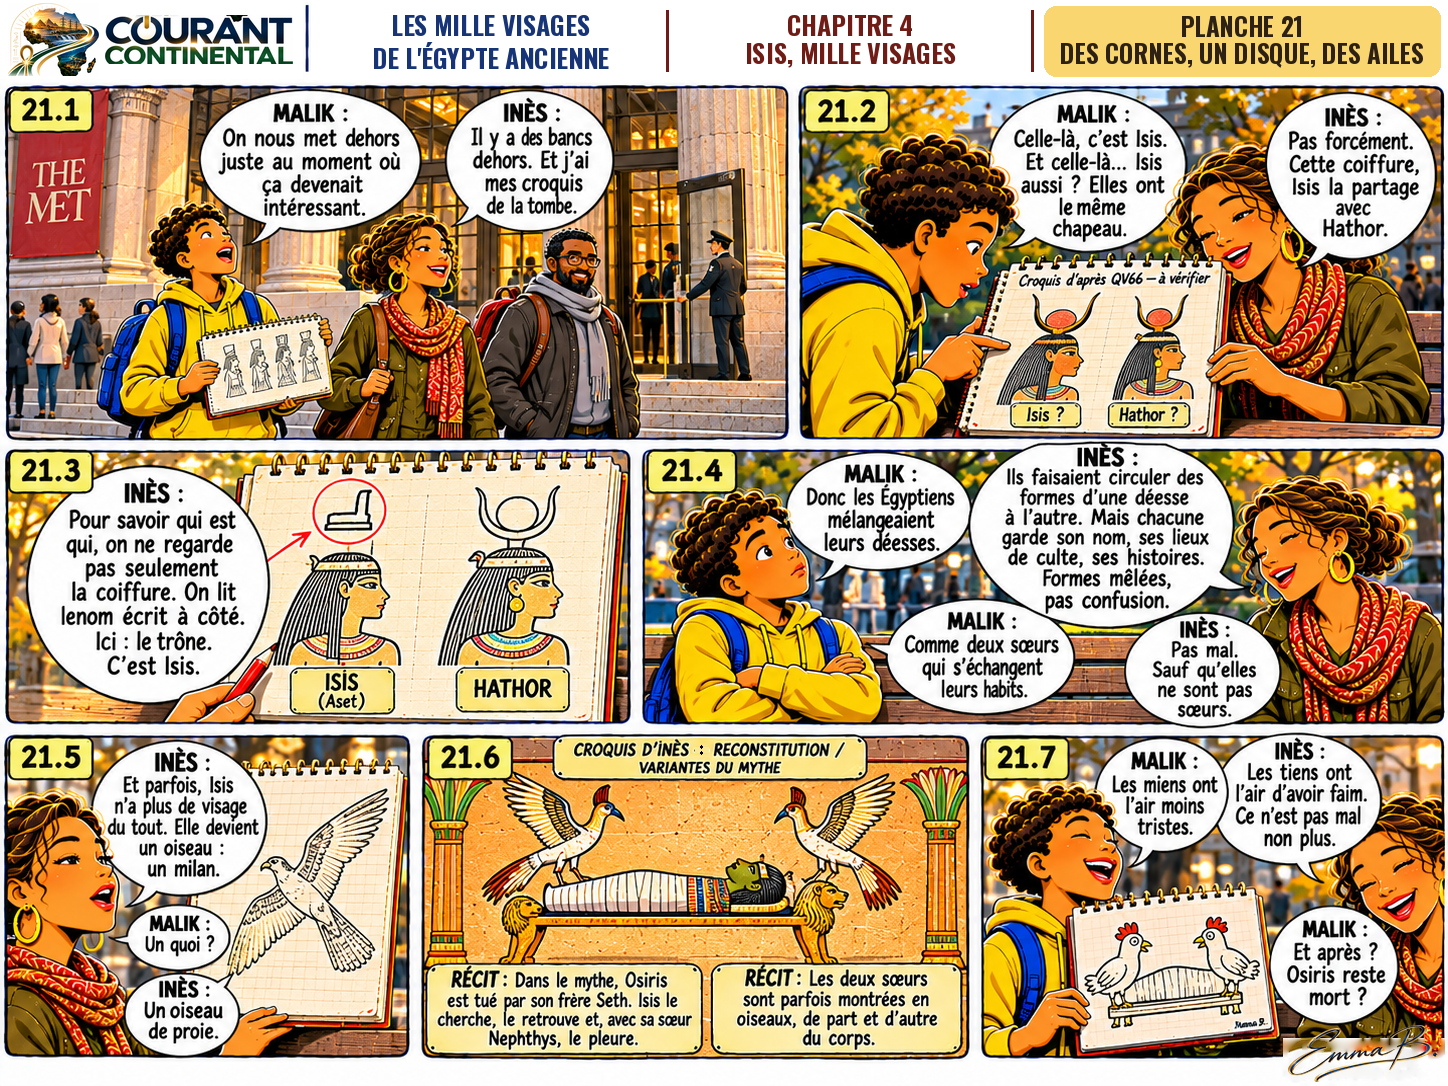 COURANT
CONTINENTAL
LES MILLE VISAGES
DE L'ÉGYPTE ANCIENNE
CHAPITRE 4
ISIS, MILLE VISAGES
PLANCHE 21
DES CORNES, UN DISQUE, DES AILES
21.1
MALIK :
On nous met dehors
juste au moment où
ça devenait
intéressant.
INÈS :
Il y a des bancs
dehors. Et j'ai
mes croquis
de la tombe.
THE
MET
21.2
MALIK :
Celle-là, c'est Isis.
Et celle-là... Isis
aussi ? Elles ont
le même
chapeau.
INÈS :
Pas forcément.
Cette coiffure,
Isis la partage
avec
Hathor.
Croquis d'après QV66 – à vérifier
Isis ?
Hathor ?
21.3
INÈS :
Pour savoir qui est
qui, on ne regarde
pas seulement
la coiffure. On lit
lenom écrit à côté.
Ici : le trône.
C'est Isis.
ISIS
(Aset)
HATHOR
21.4
MALIK :
Donc les Égyptiens
mélangeaient
leurs déesses.
INÈS :
Ils faisaient circuler des
formes d'une déesse
à l'autre. Mais chacune
garde son nom, ses lieux
de culte, ses histoires.
Formes mêlées,
pas confusion.
MALIK :
Comme deux sœurs
qui s'échangent
leurs habits.
INÈS :
Pas mal.
Sauf qu'elles
ne sont pas
sœurs.
21.5
INÈS :
Et parfois, Isis
n'a plus de visage
du tout. Elle devient
un oiseau :
un milan.
MALIK :
Un quoi ?
INÈS :
Un oiseau
de proie.
21.6
CROQUIS D'INÈS : RECONSTITUTION /
VARIANTES DU MYTHE
RÉCIT : Dans le mythe, Osiris
est tué par son frère Seth. Isis le
cherche, le retrouve et, avec sa sœur
Nephthys, le pleure.
RÉCIT : Les deux sœurs
sont parfois montrées en
oiseaux, de part et d'autre
du corps.
21.7
MALIK :
Les miens ont
l'air moins
tristes.
INÈS :
Les tiens ont
l'air d'avoir faim.
Ce n'est pas mal
non plus.
MALIK :
Et après ?
Osiris reste
mort ?
Emma B.